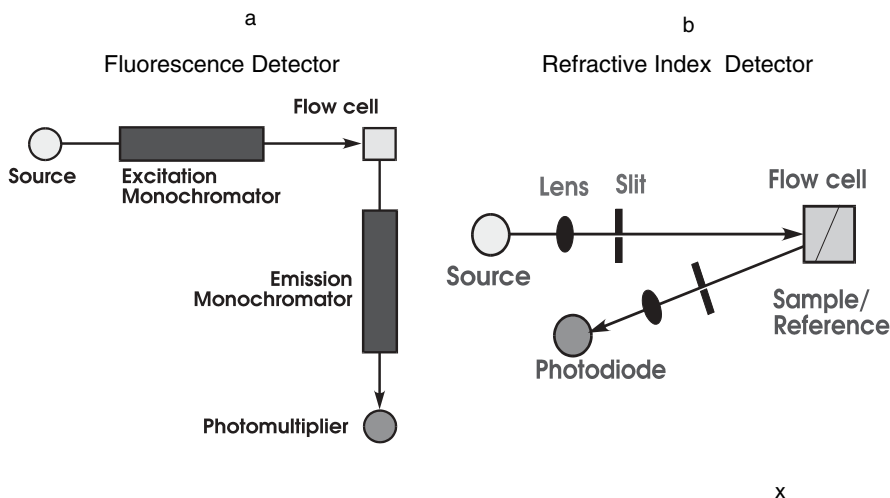 a
Fluorescence Detector
Flow cell
Source
Excitation
Monochromator
Emission
Monochromator
Photomultiplier
b
Refractive Index Detector
Lens
Slit
Flow cell
Source
Sample/
Reference
Photodiode
x